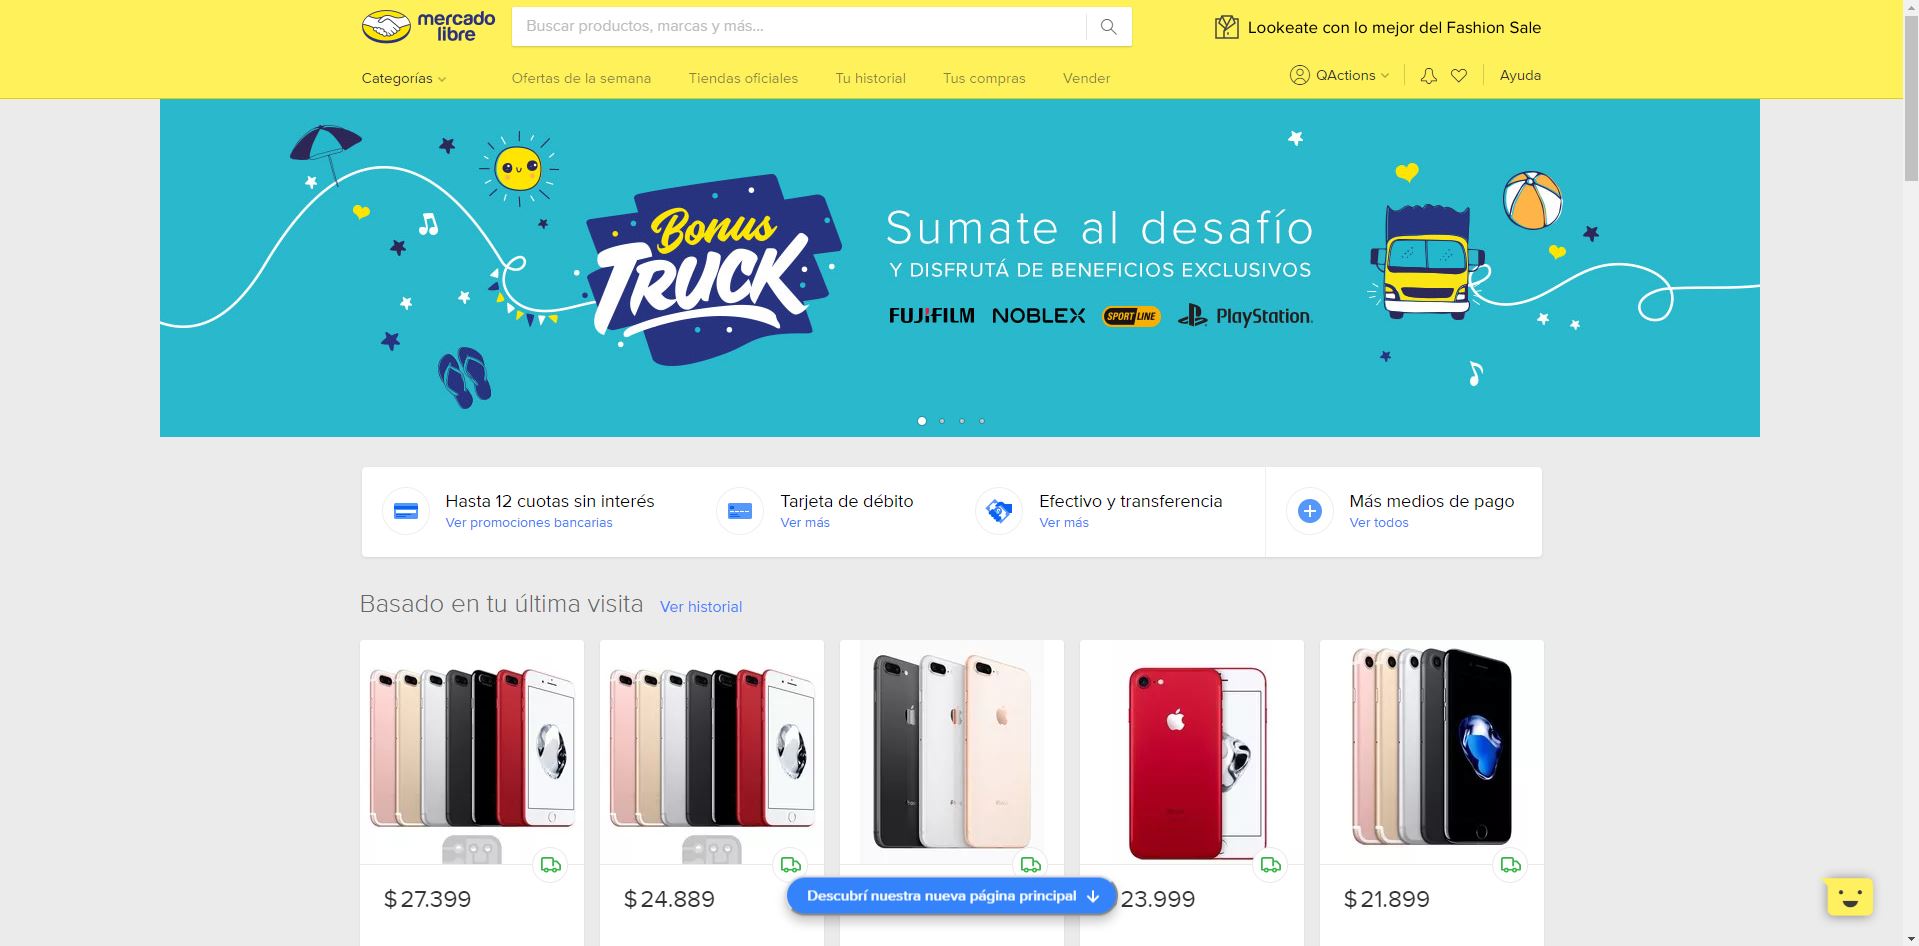 mercado
libre
Buscar productos, marcas y más...
Lookeate con lo mejor del Fashion Sale
Categorías
Ofertas de la semana
Tiendas oficiales
Tu historial
Tus compras
Vender
QActions
Ayuda
Bonus
TRUCK
Sumate al desafío
Y DISFRUTÁ DE BENEFICIOS EXCLUSIVOS
FUJIFILM NOBLEX SPORT LINE PlayStation.
Hasta 12 cuotas sin interés
Ver promociones bancarias
Tarjeta de débito
Ver más
Efectivo y transferencia
Ver más
Más medios de pago
Ver todos
Basado en tu última visita Ver historial
$ 27.399
$ 24.889
23.999
$ 21.899
Descubrí nuestra nueva página principal